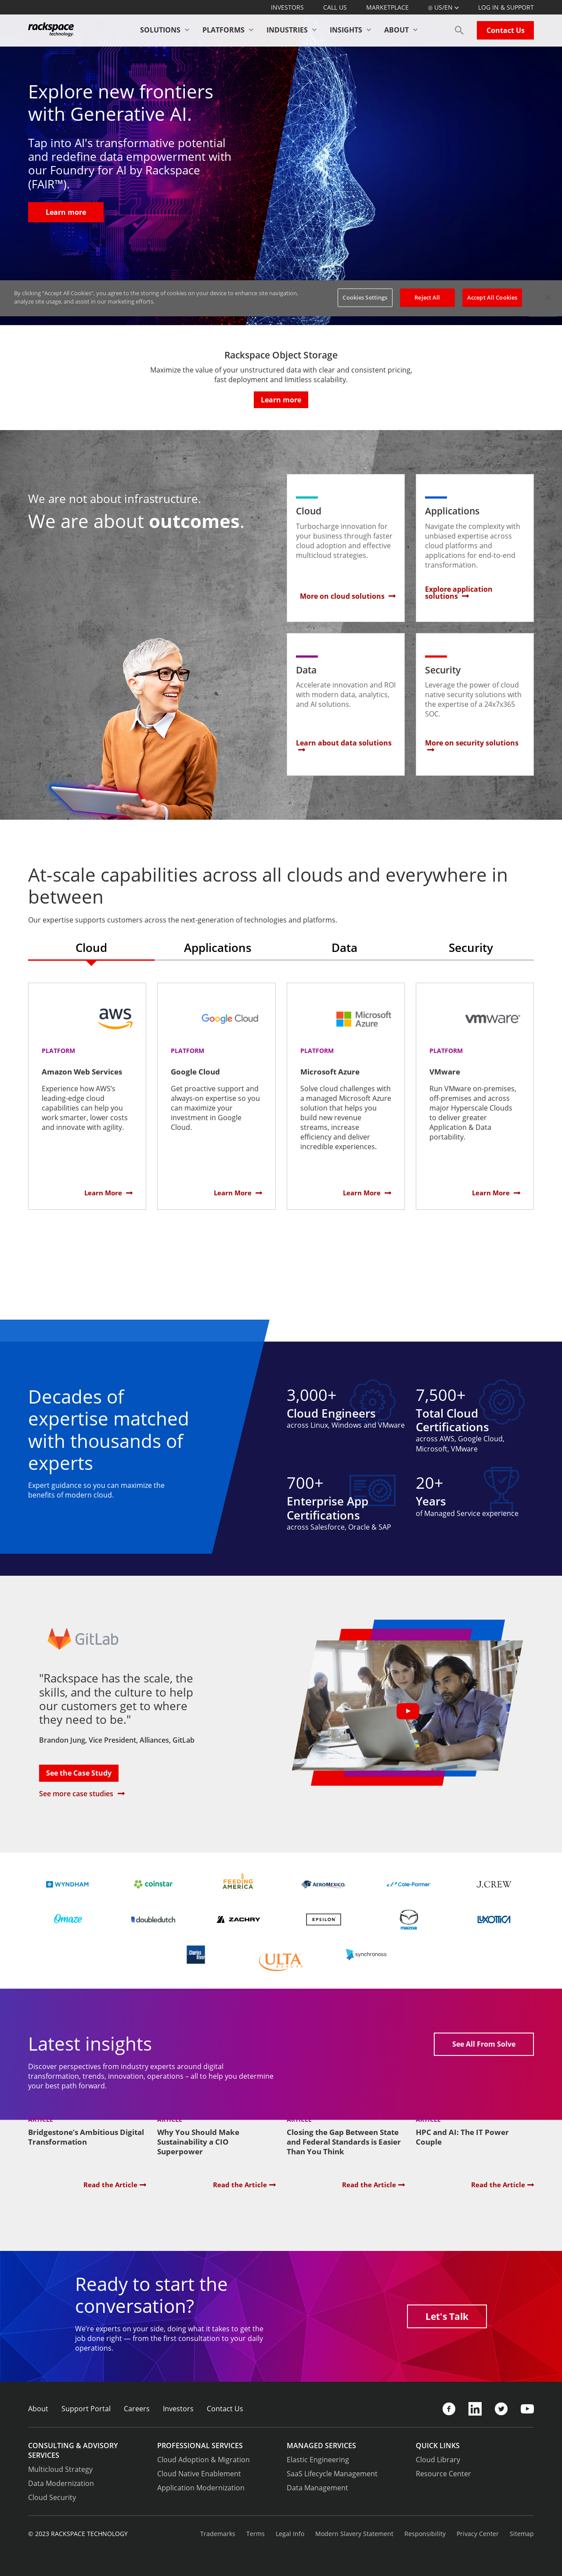 INVESTORS CALL US MARKETPLACE US/EN LOG IN & SUPPORT
rackspace technology. SOLUTIONS PLATFORMS INDUSTRIES INSIGHTS ABOUT Contact Us
Explore new frontiers
with Generative AI.
Tap into AI's transformative potential
and redefine data empowerment with
our Foundry for AI by Rackspace
(FAIR™).
Learn more
By clicking "Accept All Cookies", you agree to the storing of cookies on your device to enhance site navigation,
analyze site usage, and assist in our marketing efforts.
Cookies Settings Reject All Accept All Cookies
Rackspace Object Storage
Maximize the value of your unstructured data with clear and consistent pricing,
fast deployment and limitless scalability.
Learn more
We are not about infrastructure.
We are about outcomes.
Cloud
Turbocharge innovation for
your business through faster
cloud adoption and effective
multicloud strategies.
More on cloud solutions
Applications
Navigate the complexity with
unbiased expertise across
cloud platforms and
applications for end-to-end
transformation.
Explore application
solutions
Data
Accelerate innovation and ROI
with modern data, analytics,
and AI solutions.
Learn about data solutions
Security
Leverage the power of cloud
native security solutions with
the expertise of a 24x7x365
SOC.
More on security solutions
At-scale capabilities across all clouds and everywhere in
between
Our expertise supports customers across the next-generation of technologies and platforms.
Cloud Applications Data Security
aws
PLATFORM
Amazon Web Services
Experience how AWS's
leading-edge cloud
capabilities can help you
work smarter, lower costs
and innovate with agility.
Learn More
Google Cloud
PLATFORM
Google Cloud
Get proactive support and
always-on expertise so you
can maximize your
investment in Google
Cloud.
Learn More
Microsoft
Azure
PLATFORM
Microsoft Azure
Solve cloud challenges with
a managed Microsoft Azure
solution that helps you
build new revenue
streams, increase
efficiency and deliver
incredible experiences.
Learn More
vmware
PLATFORM
VMware
Run VMware on-premises,
off-premises and across
major Hyperscale Clouds
to deliver greater
Application & Data
portability.
Learn More
Decades of
expertise matched
with thousands of
experts
Expert guidance so you can maximize the
benefits of modern cloud.
3,000+
Cloud Engineers
across Linux, Windows and VMware
7,500+
Total Cloud
Certifications
across AWS, Google Cloud,
Microsoft, VMware
700+
Enterprise App
Certifications
across Salesforce, Oracle & SAP
20+
Years
of Managed Service experience
GitLab
"Rackspace has the scale, the
skills, and the culture to help
our customers get to where
they need to be."
Brandon Jung, Vice President, Alliances, GitLab
See the Case Study
See more case studies
WYNDHAM coinstar FEEDING AMERICA AEROMEXICO Cole-Parmer J.CREW
Omaze doubledutch ZACHRY EPSILON mazda LUXOTTICA
ULTA BEAUTY synchronoss
Latest insights
Discover perspectives from industry experts around digital
transformation, trends, innovation, operations – all to help you determine
your best path forward.
See All From Solve
ARTICLE ARTICLE ARTICLE ARTICLE
Bridgestone's Ambitious Digital
Transformation
Read the Article
Why You Should Make
Sustainability a CIO
Superpower
Read the Article
Closing the Gap Between State
and Federal Standards is Easier
Than You Think
Read the Article
HPC and AI: The IT Power
Couple
Read the Article
Ready to start the
conversation?
We're experts on your side, doing what it takes to get the
job done right — from the first consultation to your daily
operations.
Let's Talk
About Support Portal Careers Investors Contact Us
CONSULTING & ADVISORY
SERVICES
Multicloud Strategy
Data Modernization
Cloud Security
PROFESSIONAL SERVICES
Cloud Adoption & Migration
Cloud Native Enablement
Application Modernization
MANAGED SERVICES
Elastic Engineering
SaaS Lifecycle Management
Data Management
QUICK LINKS
Cloud Library
Resource Center
© 2023 RACKSPACE TECHNOLOGY Trademarks Terms Legal Info Modern Slavery Statement Responsibility Privacy Center Sitemap